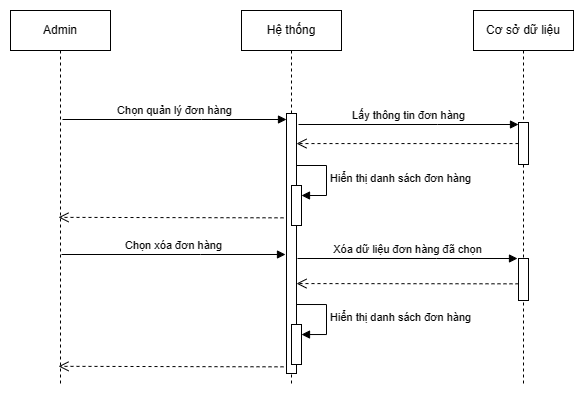 Admin
Hệ thống
Cơ sở dữ liệu
Chọn quản lý đơn hàng
Lấy thông tin đơn hàng
Hiển thị danh sách đơn hàng
Chọn xóa đơn hàng
Xóa dữ liệu đơn hàng đã chọn
Hiển thị danh sách đơn hàng